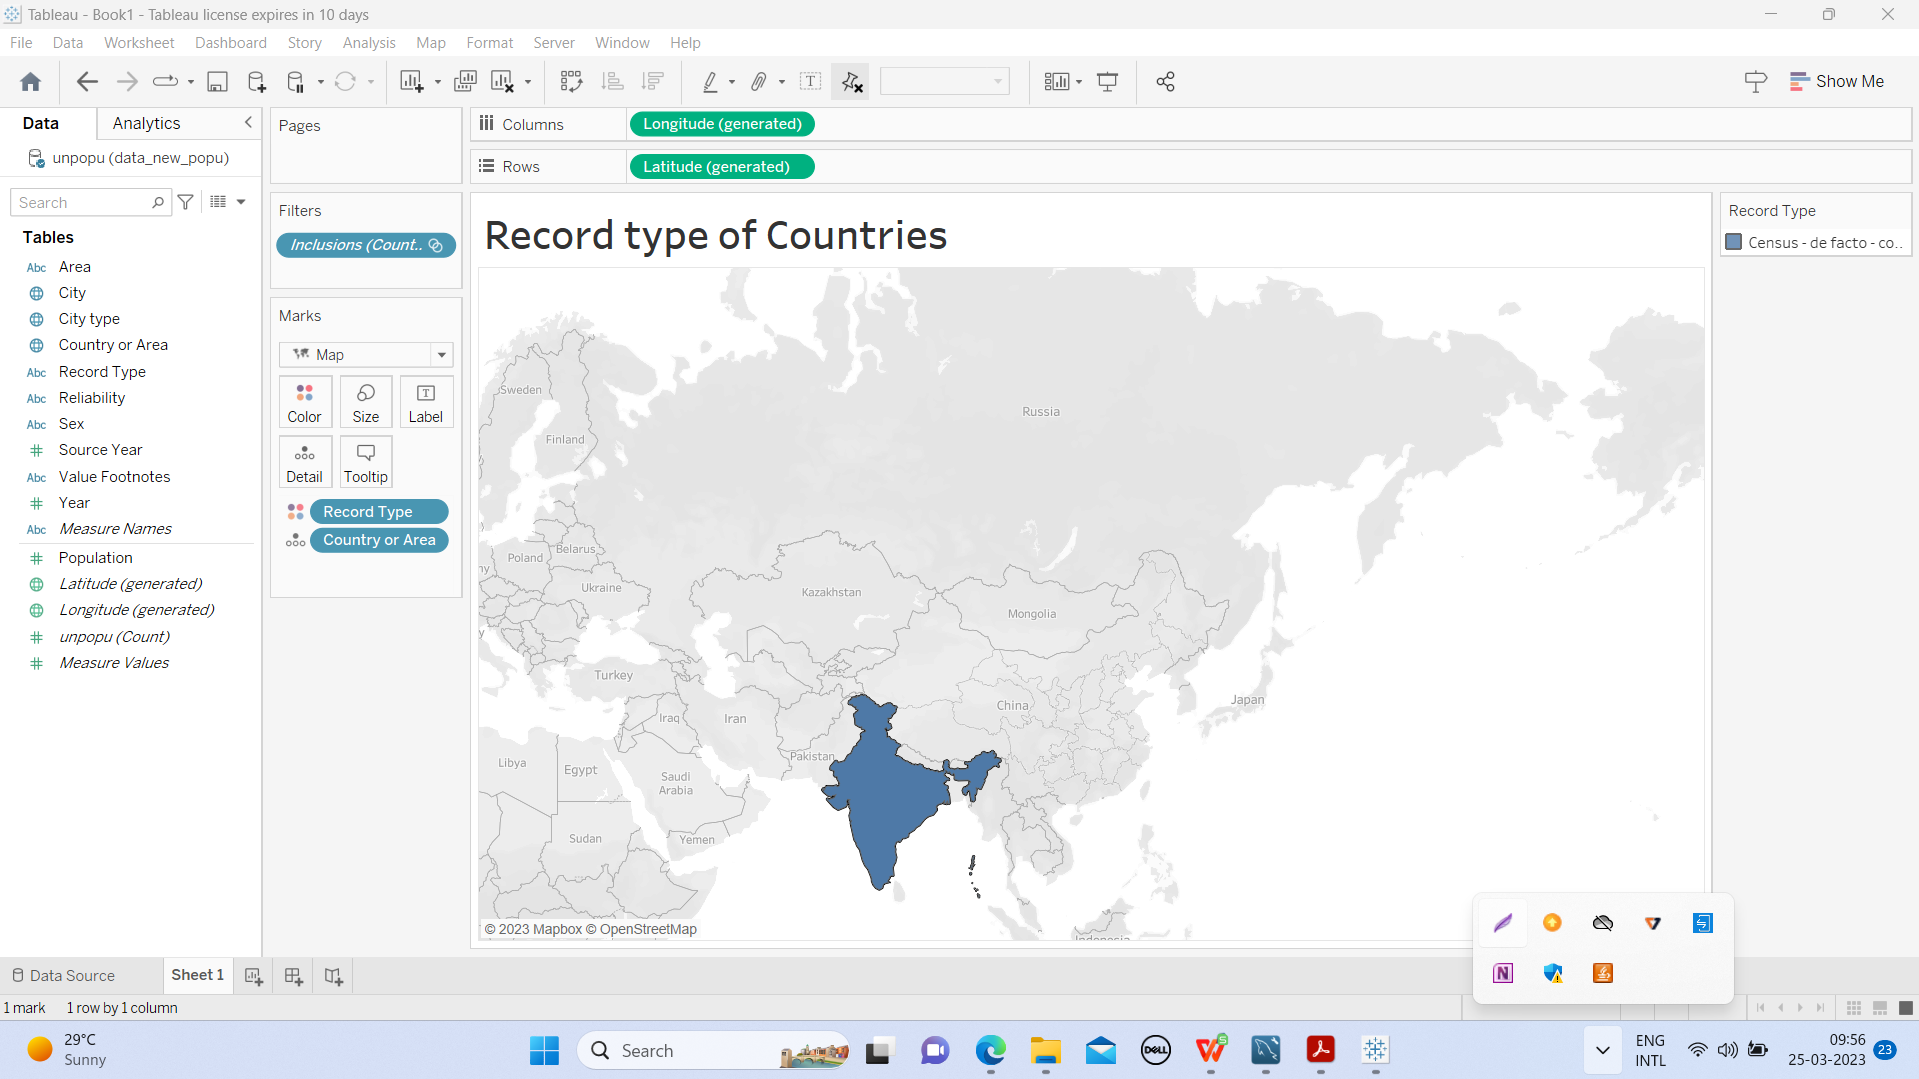 Tableau - Book1 - Tableau license expires in 10 days
File Data Worksheet Dashboard Story Analysis Map Format Server Window Help
Show Me
Data Analytics
unpopu (data_new_popu)
Search
Tables
Abc Area
City
City type
Country or Area
Abc Record Type
Abc Reliability
Abc Sex
Source Year
Abc Value Footnotes
Year
Abc Measure Names
Population
Latitude (generated)
Longitude (generated)
unpopu (Count)
Measure Values
Pages
Filters
Inclusions (Count..
Marks
Map
Color Size Label
Detail Tooltip
Record Type
Country or Area
Columns Longitude (generated)
Rows Latitude (generated)
Record type of Countries
Sweden
Finland
Russia
Poland
Belarus
ny
Ukraine
Kazakhstan
Mongolia
y
Turkey
Iraq
Iran
China
Japan
Pakistan
Libya
Egypt
Saudi
Arabia
Sudan
Yemen
Indonesia
© 2023 Mapbox © OpenStreetMap
Record Type
Census - de facto - co..
Data Source Sheet 1
1 mark 1 row by 1 column
29°C
Sunny
Search
DELL
ENG
INTL
09:56
25-03-2023
23